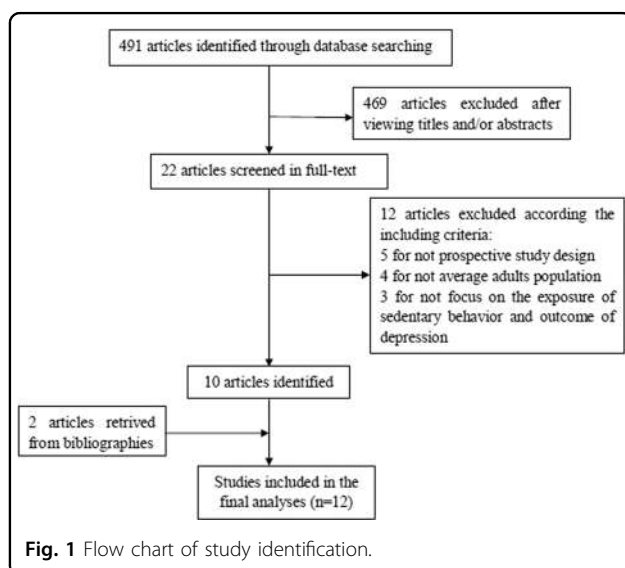 491 articles identified through database searching
469 articles excluded after
viewing titles and/or abstracts
22 articles screened in full-text
12 articles excluded according the
including criteria:
5 for not prospective study design
4 for not average adults population
3 for not focus on the exposure of
sedentary behavior and outcome of
depression
10 articles identified
2 articles retrived
from bibliographies
Studies included in the
final analyses (n=12)
Fig. 1 Flow chart of study identification.